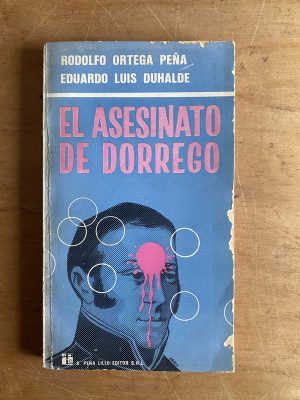 RODOLFO ORTEGA PEÑA
EDUARDO LUIS DUHALDE
EL ASESINATO
DE DORREGO
A. PEÑA LILLO EDITOR S.R.L.